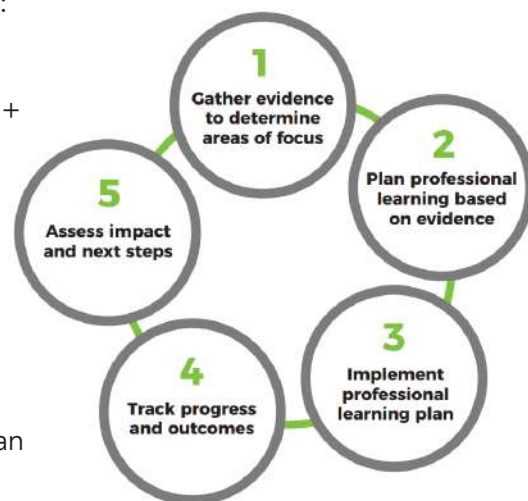 :
+
an
1
Gather evidence
to determine
areas of focus
2
Plan professional
learning based
on evidence
3
Implement
professional
learning plan
4
Track progress
and outcomes
5
Assess impact
and next steps